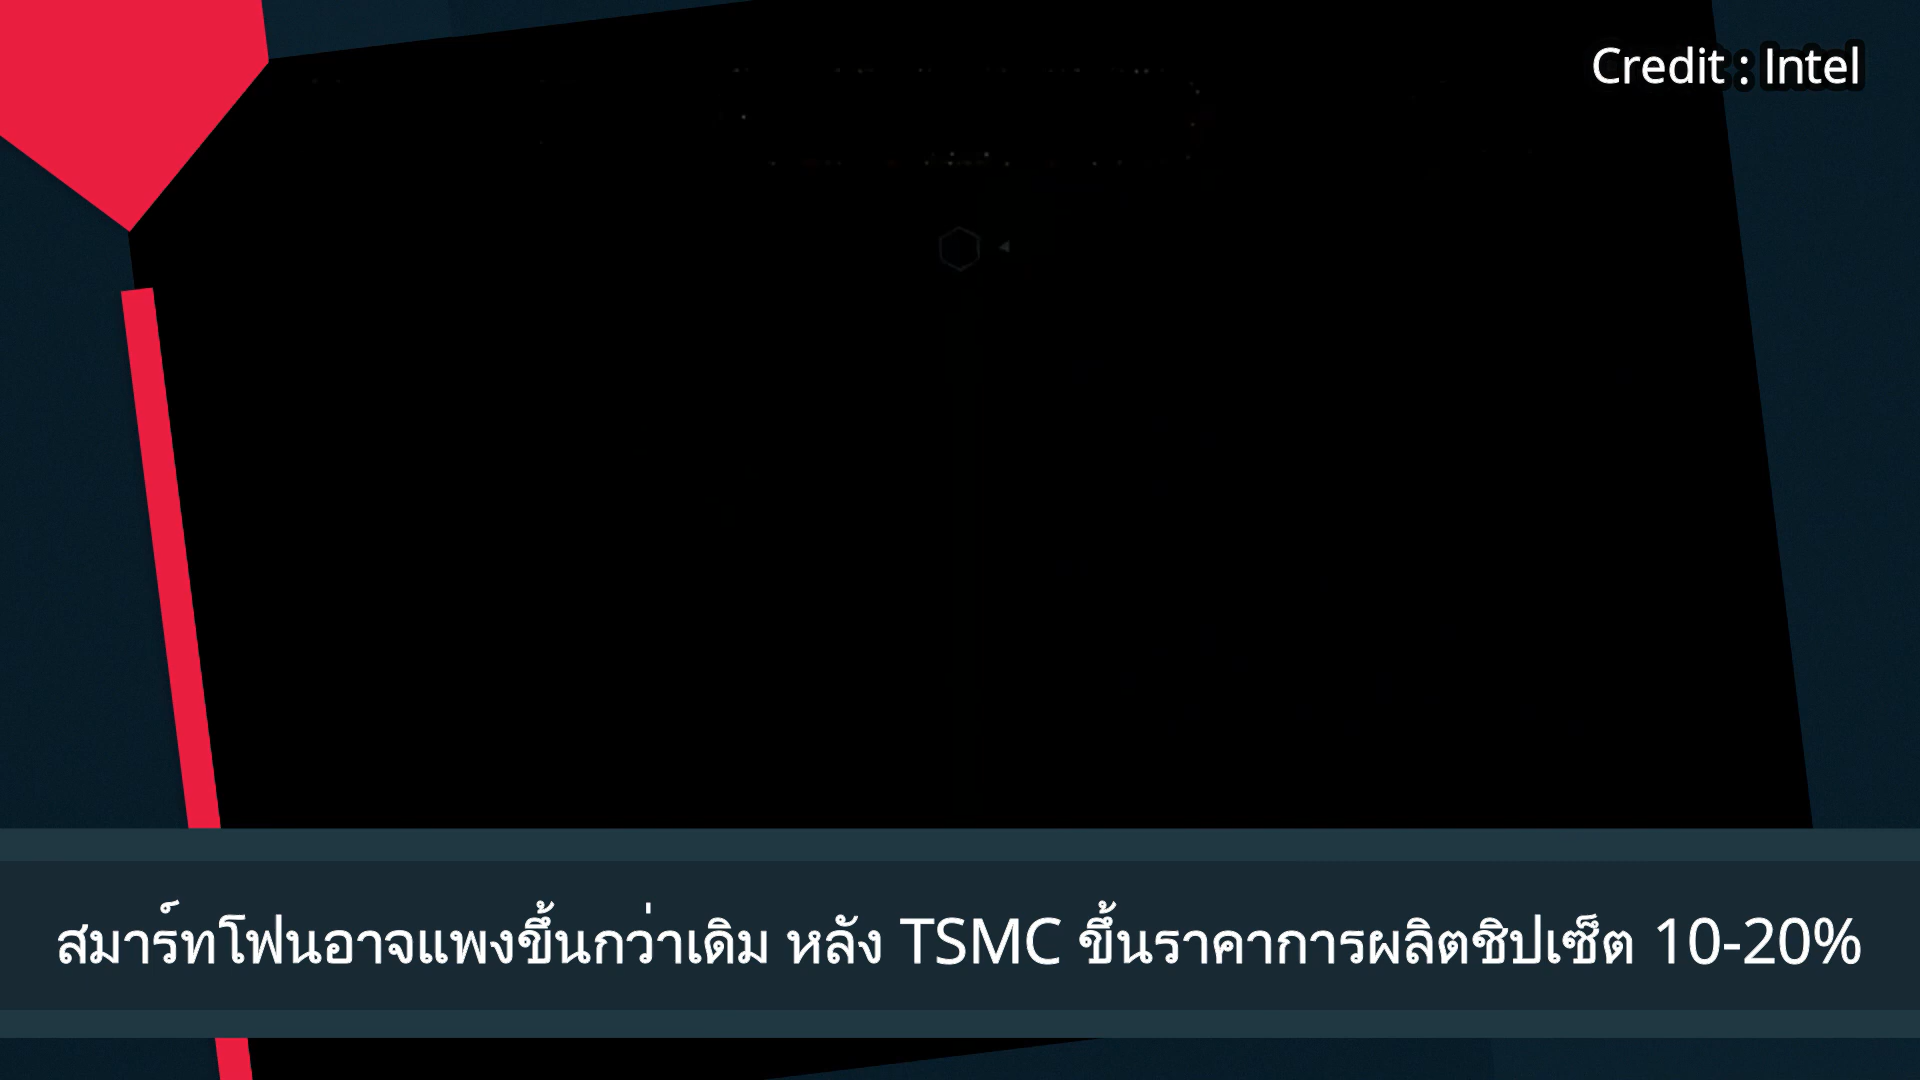 Credit : Intel
สมาร์ทโฟนอาจแพงขึ้นกว่าเดิม หลัง TSMC ขึ้นราคาการผลิตชิปเซ็ต 10-20%